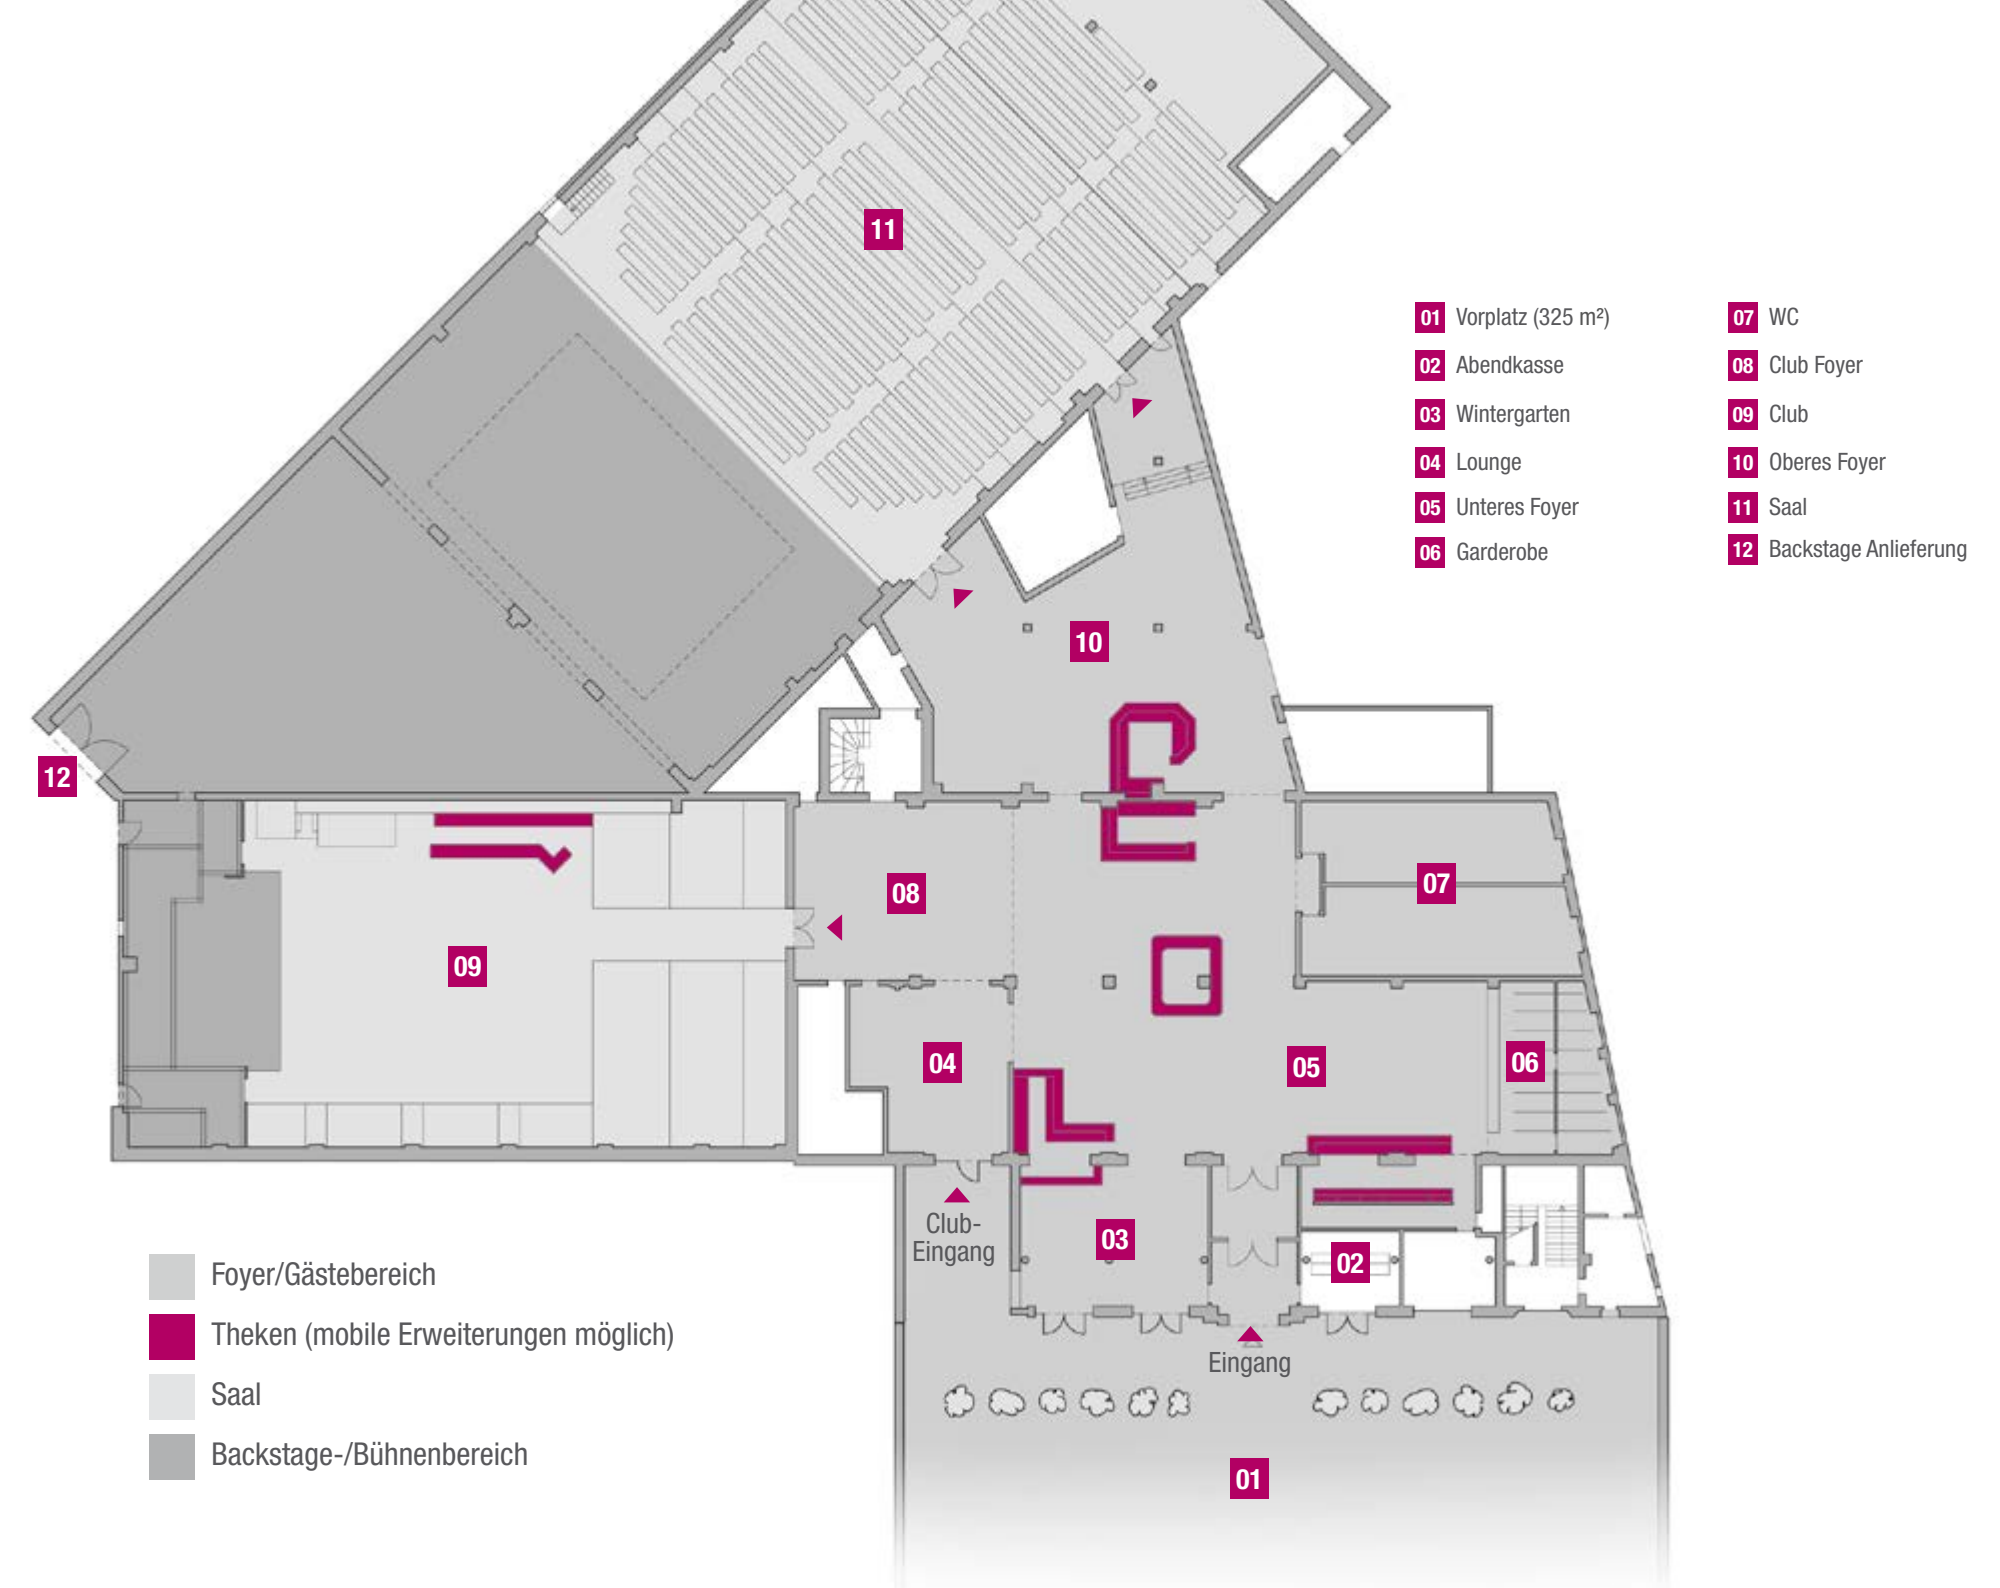 11
01 Vorplatz (325 m²)
02 Abendkasse
03 Wintergarten
04 Lounge
05 Unteres Foyer
06 Garderobe
07 WC
08 Club Foyer
09 Club
10 Oberes Foyer
11 Saal
12 Backstage Anlieferung
10
12
08
07
09
04
05
06
Club-
Eingang
03
02
Eingang
01
Foyer/Gästebereich
Theken (mobile Erweiterungen möglich)
Saal
Backstage-/Bühnenbereich